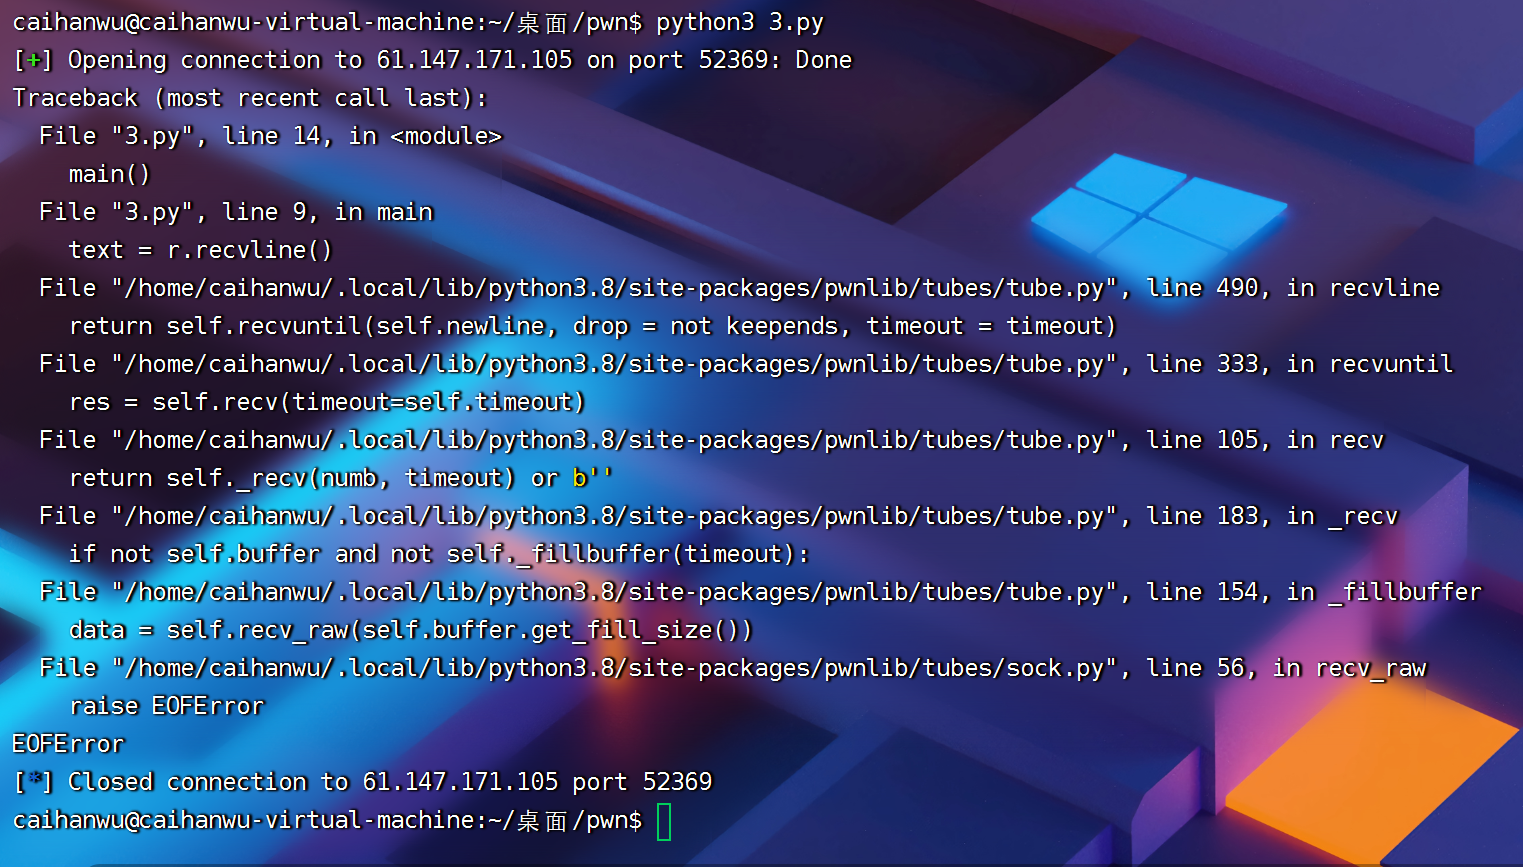 caihanwu@caihanwu-virtual-machine:~/桌面/pwn$ python3 3.py
[+] Opening connection to 61.147.171.105 on port 52369: Done
Traceback (most recent call last):
  File "3.py", line 14, in <module>
    main()
  File "3.py", line 9, in main
    text = r.recvline()
  File "/home/caihanwu/.local/lib/python3.8/site-packages/pwnlib/tubes/tube.py", line 490, in recvline
    return self.recvuntil(self.newline, drop = not keepends, timeout = timeout)
  File "/home/caihanwu/.local/lib/python3.8/site-packages/pwnlib/tubes/tube.py", line 333, in recvuntil
    res = self.recv(timeout=self.timeout)
  File "/home/caihanwu/.local/lib/python3.8/site-packages/pwnlib/tubes/tube.py", line 105, in recv
    return self._recv(numb, timeout) or b''
  File "/home/caihanwu/.local/lib/python3.8/site-packages/pwnlib/tubes/tube.py", line 183, in _recv
    if not self.buffer and not self._fillbuffer(timeout):
  File "/home/caihanwu/.local/lib/python3.8/site-packages/pwnlib/tubes/tube.py", line 154, in _fillbuffer
    data = self.recv_raw(self.buffer.get_fill_size())
  File "/home/caihanwu/.local/lib/python3.8/site-packages/pwnlib/tubes/sock.py", line 56, in recv_raw
    raise EOFError
EOFError
[*] Closed connection to 61.147.171.105 port 52369
caihanwu@caihanwu-virtual-machine:~/桌面/pwn$